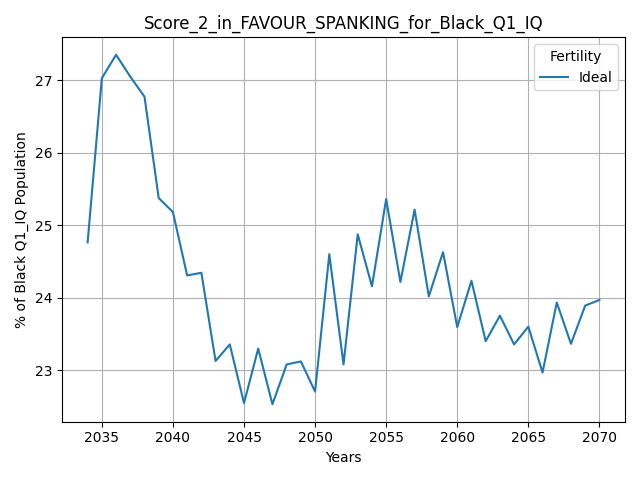 Score_2_in_FAVOUR_SPANKING_for_Black_Q1_IQ
Fertility
Ideal
% of Black Q1_IQ Population
27
26
25
24
23
2035 2040 2045 2050 2055 2060 2065 2070
Years